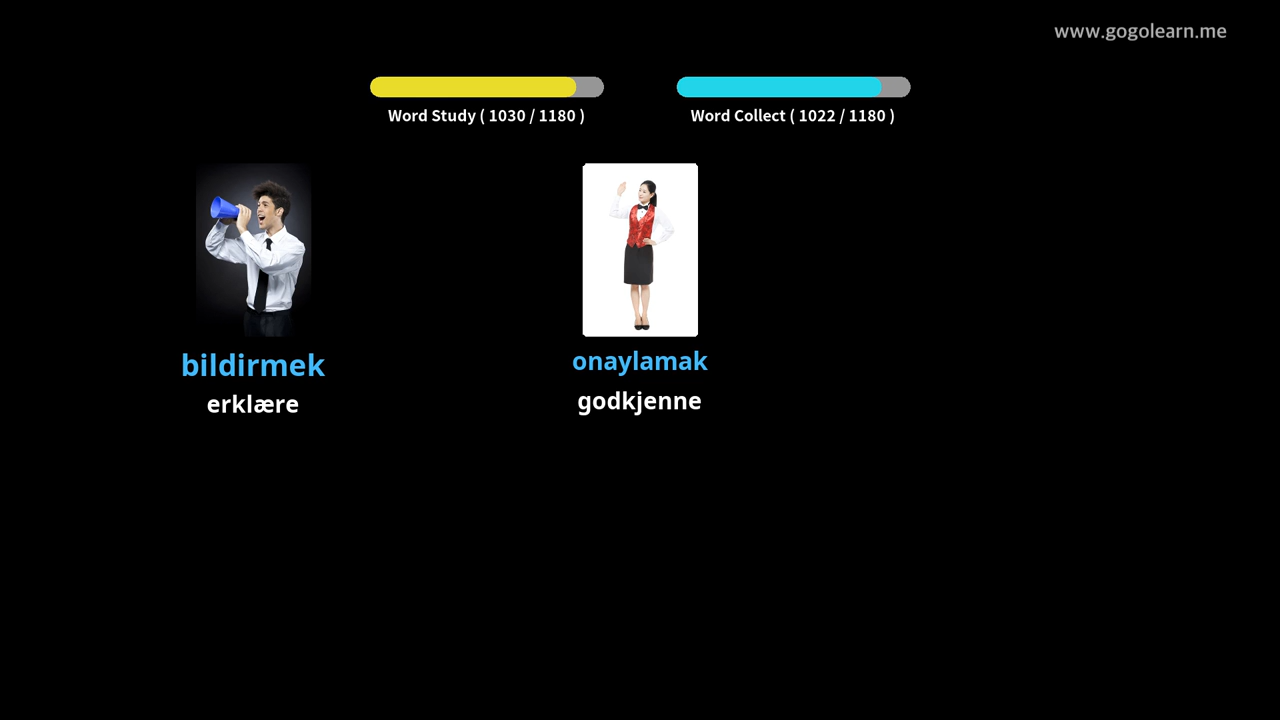 www.gogolearn.me
Word Study ( 1030 / 1180 )
Word Collect ( 1022 / 1180 )
bildirmek
erklære
onaylamak
godkjenne